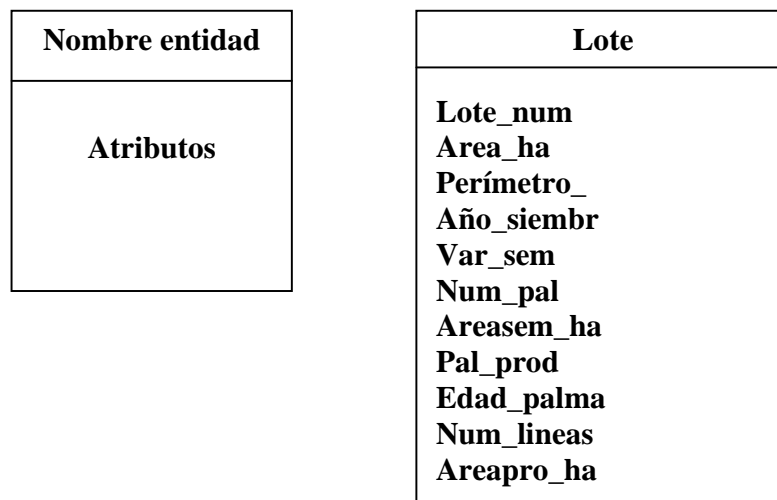 Nombre entidad
Atributos
Lote
Lote_num
Area_ha
Perímetro_
Año_siembr
Var_sem
Num_pal
Areasem_ha
Pal_prod
Edad_palma
Num_lineas
Areapro_ha